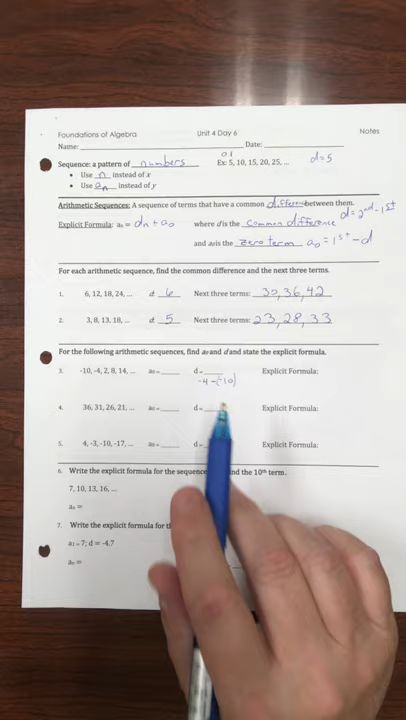 Foundations of Algebra Unit 4 Day 6 Notes
Name: Date:
Sequence: a pattern of numbers Ex: 5, 10, 15, 20, 25, ... d=5
0 1
• Use n instead of x
• Use an instead of y
Arithmetic Sequences: A sequence of terms that have a common difference between them.
d=2nd-1st
Explicit Formula: an = dn + a0 where d is the common difference
and a0 is the zero term a0=1st-d
For each arithmetic sequence, find the common difference and the next three terms.
1. 6, 12, 18, 24, ... d: 6 Next three terms: 30,36,42
2. 3, 8, 13, 18, ... d: 5 Next three terms: 23,28,33
For the following arithmetic sequences, find a0 and d and state the explicit formula.
3. -10, -4, 2, 8, 14, ... a0 = d = Explicit Formula:
-4-(-10)
4. 36, 31, 26, 21, ... a0 = d = Explicit Formula:
5. 4, -3, -10, -17, ... a0 = d = Explicit Formula:
6. Write the explicit formula for the sequence nd the 10th term.
7, 10, 13, 16, ...
an =
7. Write the explicit formula for
a1 = 7; d = -4.7
an =